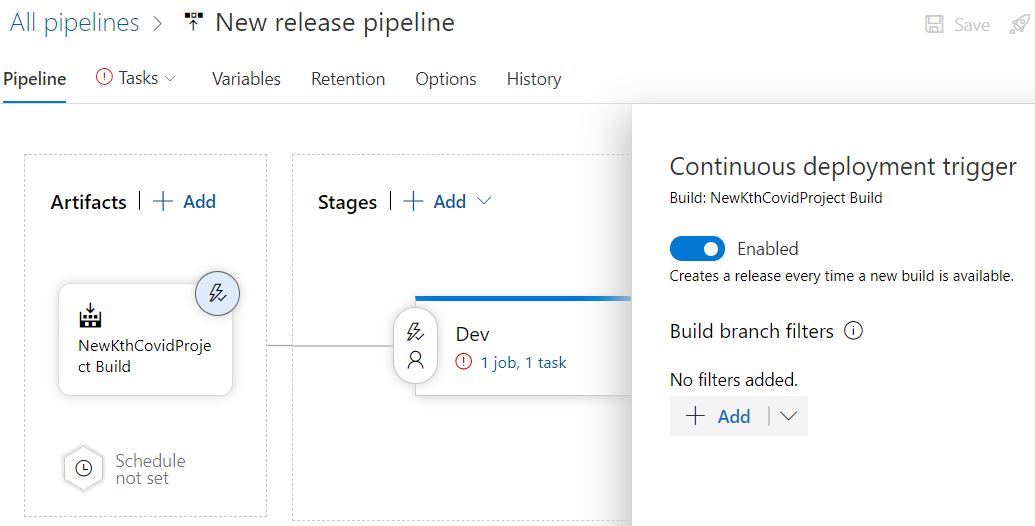 All pipelines > New release pipeline
Save
Pipeline
Tasks
Variables
Retention
Options
History
Artifacts | + Add
Stages | + Add
NewKthCovidProje
ct Build
Schedule
not set
Dev
1 job, 1 task
Continuous deployment trigger
Build: NewKthCovidProject Build
Enabled
Creates a release every time a new build is available.
Build branch filters
No filters added.
+ Add